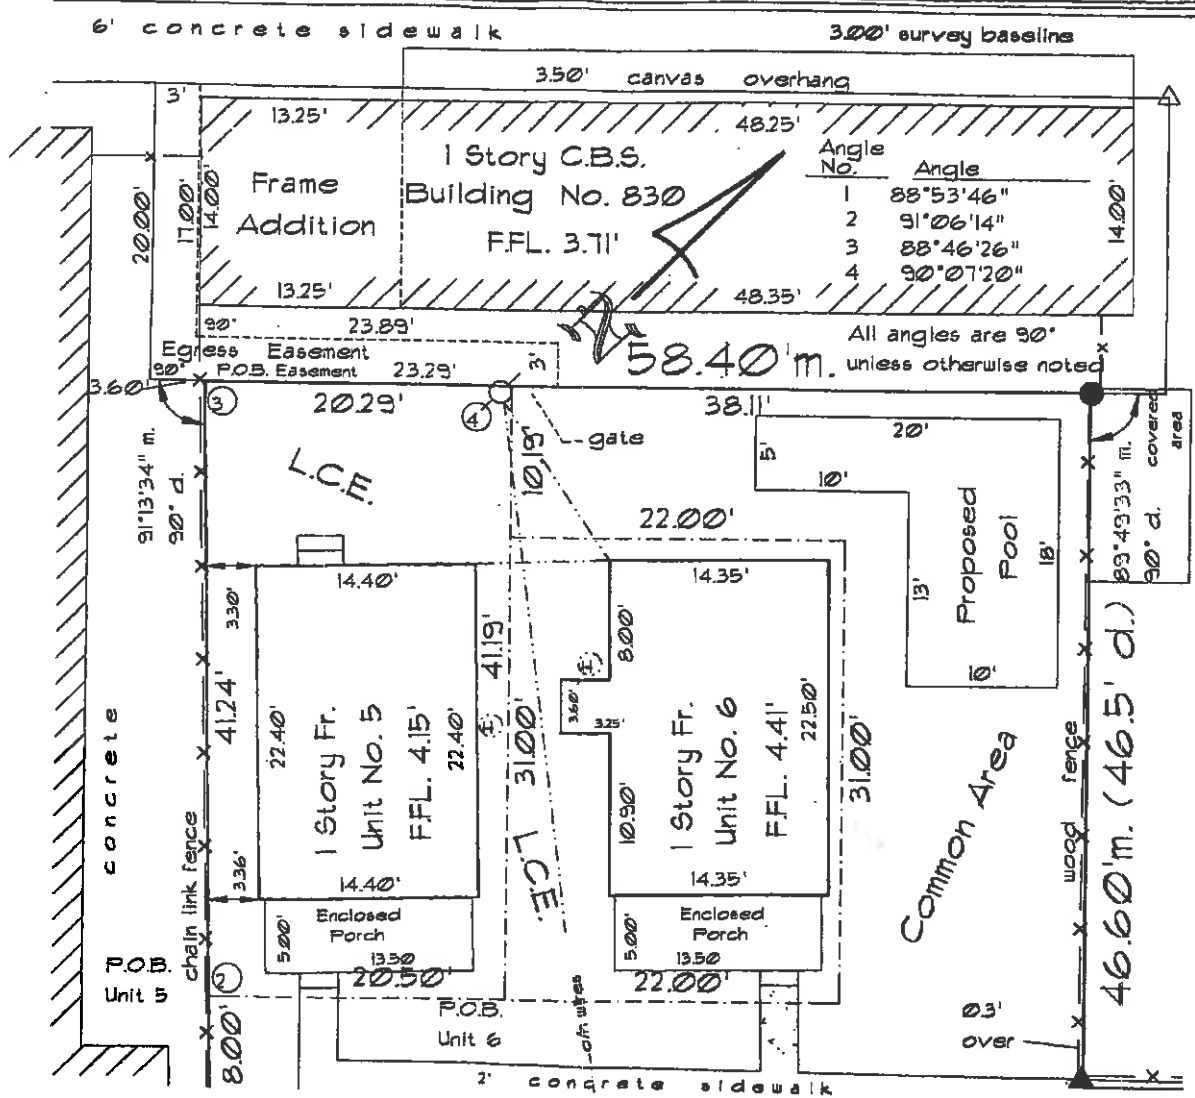 6' concrete sidewalk
3.00' survey baseline
3.50' canvas overhang
3'
13.25'
48.25'
1 Story C.B.S.
Building No. 830
F.FL. 3.71'
Frame
Addition
Angle
No. Angle
1 88°53'46"
2 91°06'14"
3 88°46'26"
4 90°07'20"
20.00'
17.00'
14.00'
14.00'
13.25'
48.35'
90° 23.89'
Egress Easement
90° P.O.B. Easement 23.29'
3'
N
58.40'm.
All angles are 90°
unless otherwise noted
3.60'
3
20.29'
4
38.11'
gate
10.19'
L.C.E.
91°13'34" m.
90° d.
20'
5'
10'
Proposed
Pool
18'
13'
10'
covered
area
89°49'33" m.
90° d.
22.00'
14.40'
14.35'
3.30'
41.24'
22.40'
1 Story Fr.
Unit No. 5
F.FL. 4.15'
22.40'
41.19'
31.00'
8.00'
3.60'
3.25'
1 Story Fr.
Unit No. 6
F.FL. 4.41'
22.50'
31.00'
10.90'
L.C.E.
Common Area
wood fence
46.60'm. (46.5' d.)
concrete
chain link fence
3.36'
14.40'
14.35'
Enclosed
Porch
5.00'
13.50
Enclosed
Porch
5.00'
13.50
P.O.B.
Unit 5
2
20.50'
22.00'
P.O.B.
Unit 6
o/h wires
8.00'
0.3'
over
2' concrete sidewalk